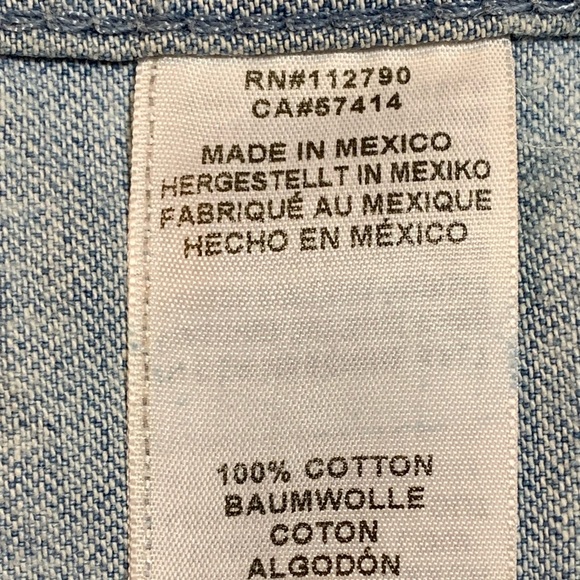 RN#112790
CA#57414
MADE IN MEXICO
HERGESTELLT IN MEXIKO
FABRIQUÉ AU MEXIQUE
HECHO EN MÉXICO
100% COTTON
BAUMWOLLE
COTON
ALGODÓN